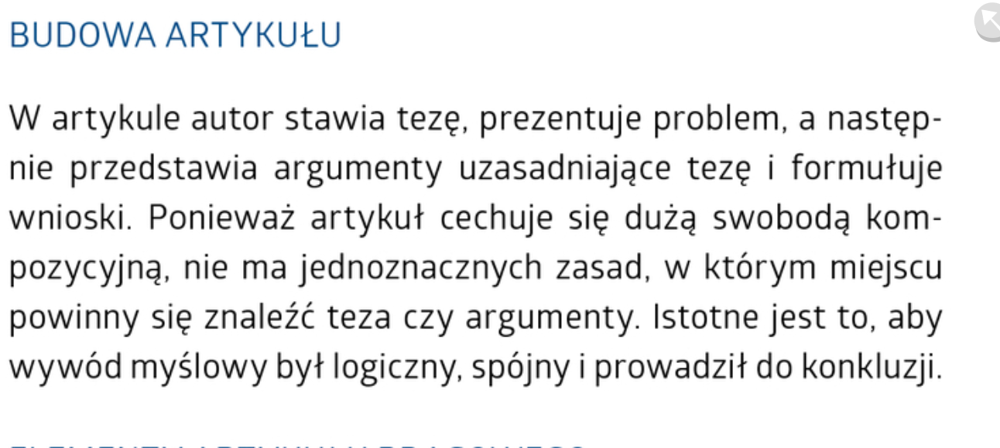 BUDOWA ARTYKUŁU
W artykule autor stawia tezę, prezentuje problem, a następ-
nie przedstawia argumenty uzasadniające tezę i formułuje
wnioski. Ponieważ artykuł cechuje się dużą swobodą kom-
pozycyjną, nie ma jednoznacznych zasad, w którym miejscu
powinny się znaleźć teza czy argumenty. Istotne jest to, aby
wywód myślowy był logiczny, spójny i prowadził do konkluzji.